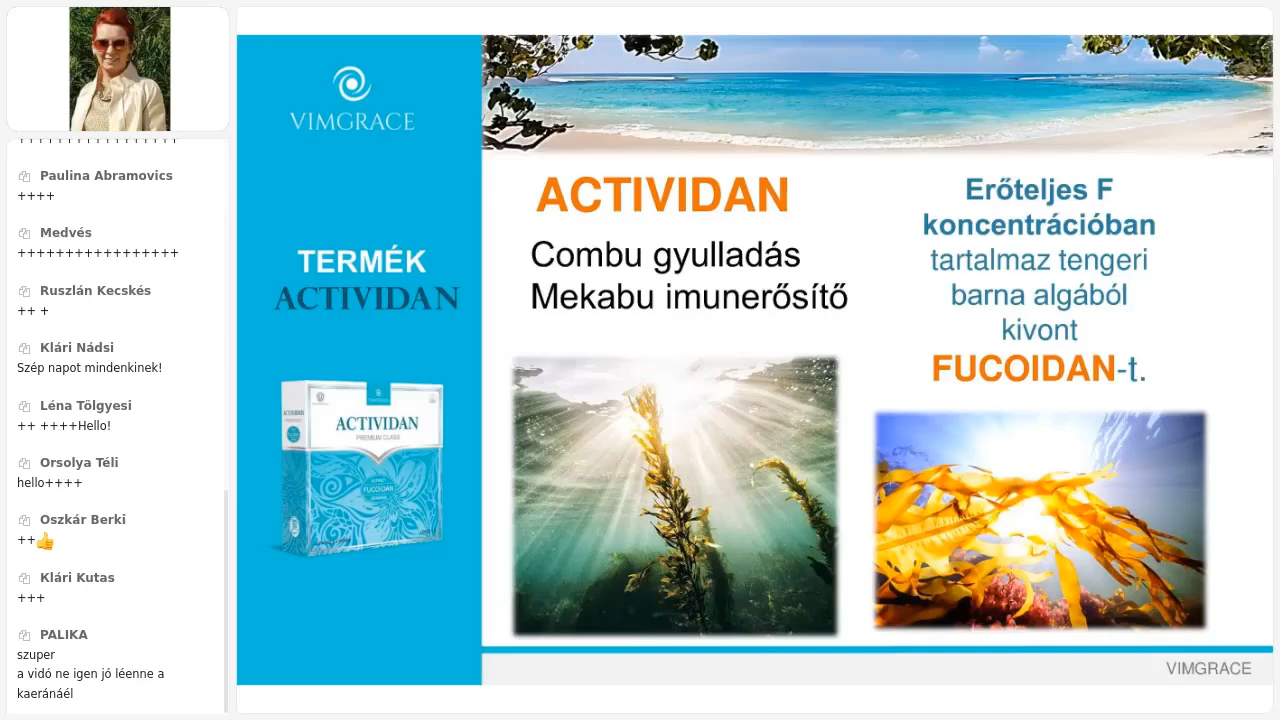 + + + + + + + + + + + + + + + + +
Paulina Abramovics
++++
Medvés
+++++++++++++++++
Ruszlán Kecskés
++ +
Klári Nádsi
Szép napot mindenkinek!
Léna Tölgyesi
++ ++++Hello!
Orsolya Téli
hello++++
Oszkár Berki
++👍
Klári Kutas
+++
PALIKA
szuper
a vidó ne igen jó léenne a
kaeránáél
VIMGRACE
TERMÉK
ACTIVIDAN
ACTIVIDAN
PREMIUM CLASS
FUCOIDAN
ACTIVIDAN
Combu gyulladás
Mekabu imunerősítő
Erőteljes F
koncentrációban
tartalmaz tengeri
barna algából
kivont
FUCOIDAN-t.
VIMGRACE